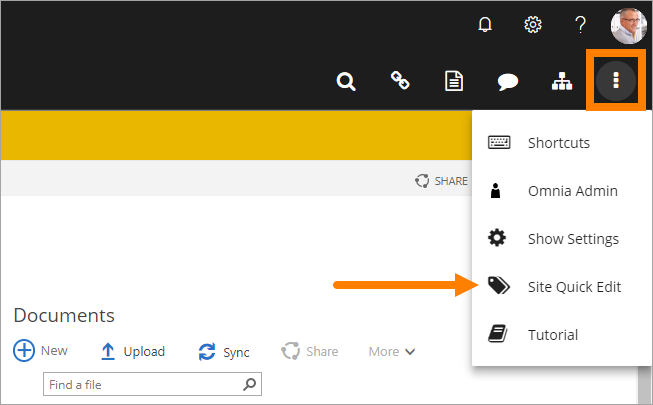 ?
SHARE
Shortcuts
Omnia Admin
Show Settings
Site Quick Edit
Tutorial
Documents
New Upload Sync Share More
Find a file